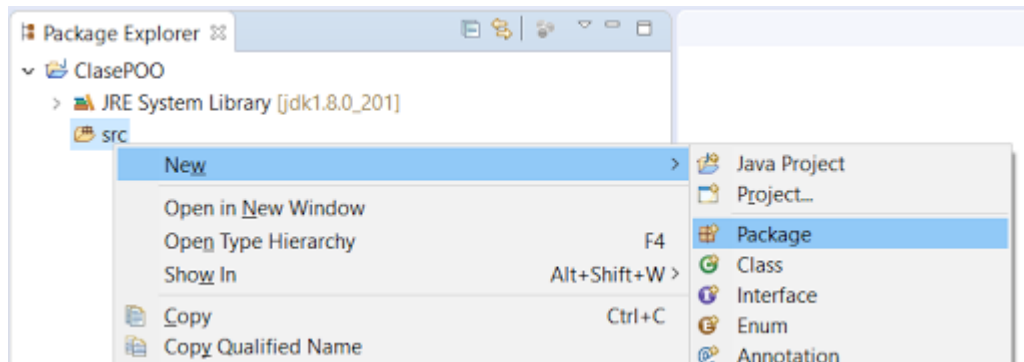 Package Explorer
ClasePOO
JRE System Library [jdk1.8.0_201]
src
New
Open in New Window
Open Type Hierarchy F4
Show In Alt+Shift+W >
Copy Ctrl+C
Copy Qualified Name
Java Project
Project...
Package
Class
Interface
Enum
Annotation